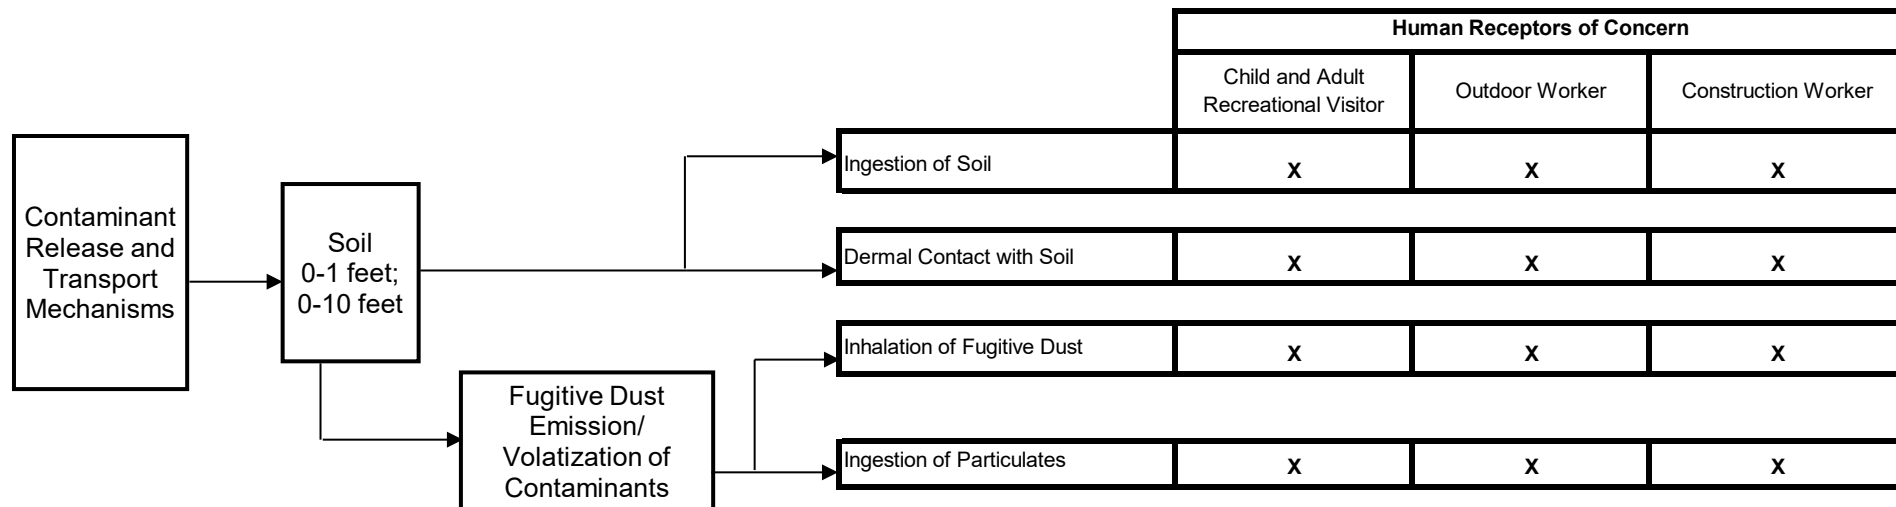 Human Receptors of Concern
Child and Adult
Recreational Visitor
Outdoor Worker
Construction Worker
Contaminant
Release and
Transport
Mechanisms
Soil
0-1 feet;
0-10 feet
Ingestion of Soil
X X X
Dermal Contact with Soil
X X X
Inhalation of Fugitive Dust
X X X
Fugitive Dust
Emission/
Volatization of
Contaminants
Ingestion of Particulates
X X X